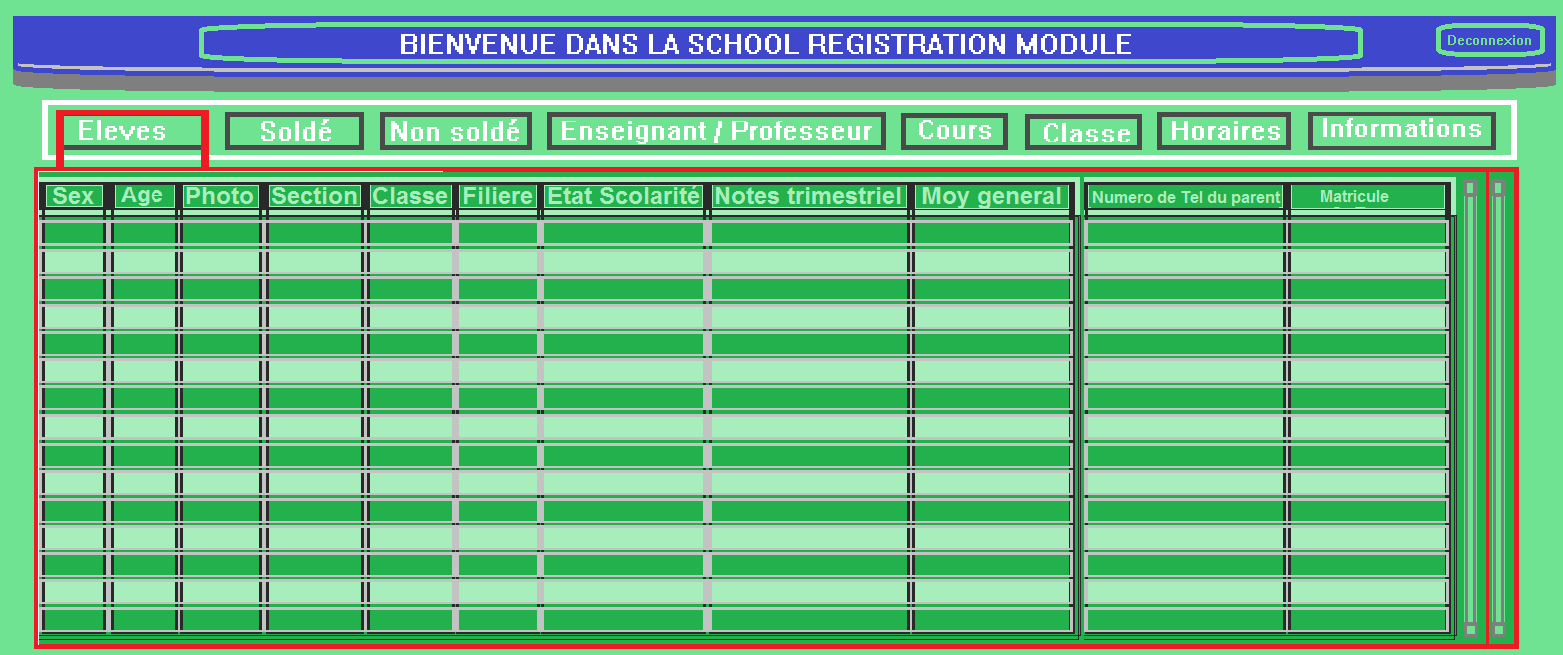 BIENVENUE DANS LA SCHOOL REGISTRATION MODULE
Deconnexion
Eleves
Soldé
Non soldé
Enseignant / Professeur
Cours
Classe
Horaires
Informations
Sex
Age
Photo
Section
Classe
Filiere
Etat Scolarité
Notes trimestriel
Moy general
Numero de Tel du parent
Matricule